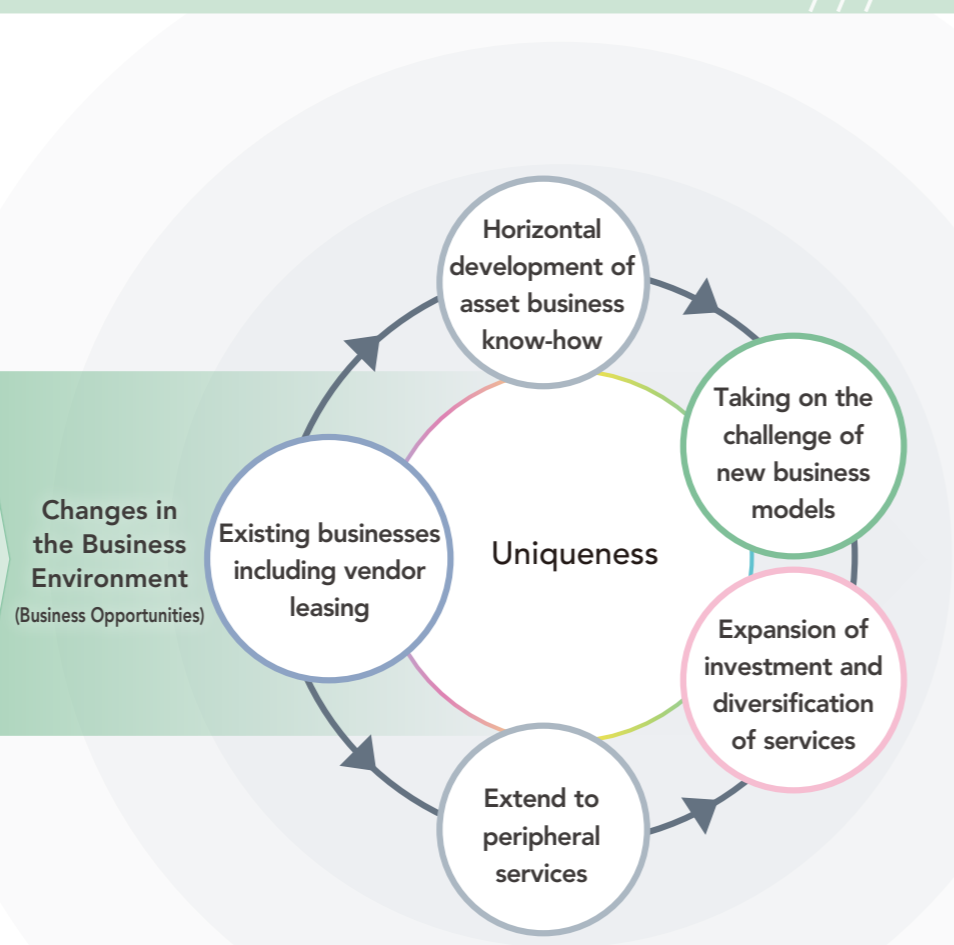 Horizontal
development of
asset business
know-how
Taking on the
challenge of
new business
models
Changes in
the Business
Environment
(Business Opportunities)
Existing businesses
including vendor
leasing
Uniqueness
Expansion of
investment and
diversification
of services
Extend to
peripheral
services